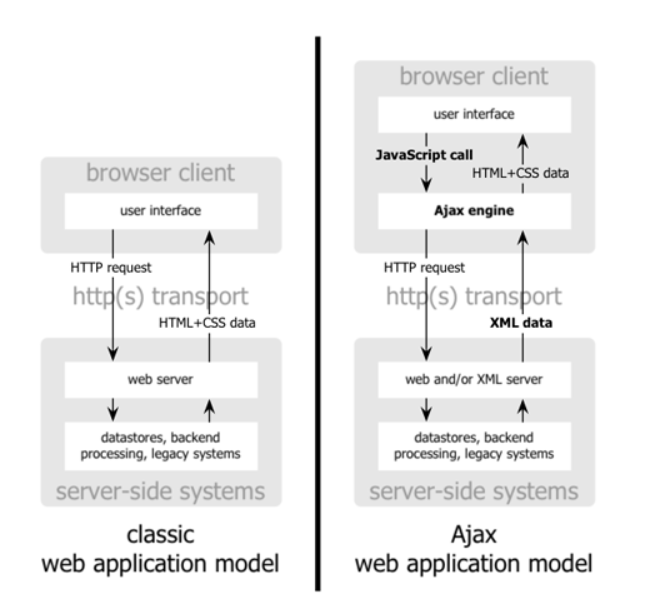 browser client
user interface
HTTP request
http(s) transport
HTML+CSS data
web server
datastores, backend
processing, legacy systems
server-side systems
classic
web application model
browser client
user interface
JavaScript call
HTML+CSS data
Ajax engine
HTTP request
http(s) transport
XML data
web and/or XML server
datastores, backend
processing, legacy systems
server-side systems
Ajax
web application model